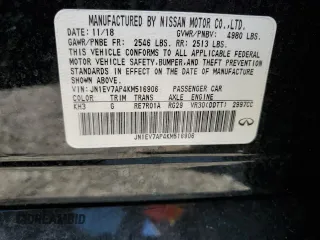 MANUFACTURED BY NISSAN MOTOR CO.,LTD.
DATE: 11/18 GVWR/PNBV: 4980 LBS.
GAWR/PNBE FR: 2546 LBS. RR: 2513 LBS.
THIS VEHICLE CONFORMS TO ALL APPLICABLE FEDERAL
MOTOR VEHICLE SAFETY,BUMPER,AND THEFT
PREVENTION STANDARDS IN EFFECT ON THE DATE OF
MANUFACTURE SHOWN ABOVE.
VIN: JN1EV7AP4KM516906 PASSENGER CAR
COLOR TRIM TRANS AXLE ENGINE
KH3 G RE7R01A RG28 VR30(DDTT) 2997CC
JN1EV7AP4KM516906
INFINITI